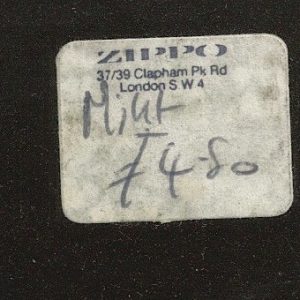 ZIPPO
37/39 Clapham Pk Rd
London S W 4
Mint
£4-80